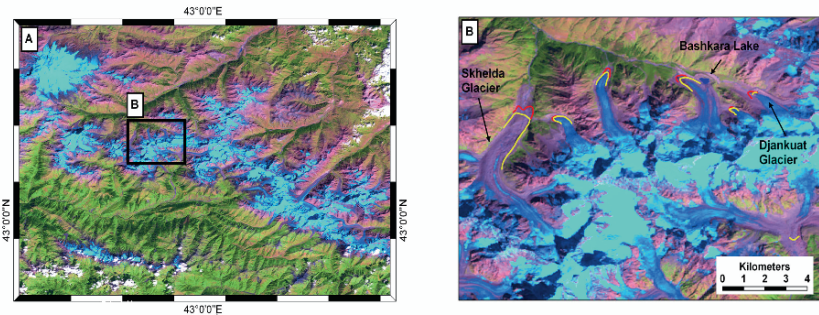 43°0'0"E
A
B
43°0'0"N
43°0'0"N
43°0'0"E
B
Bashkara Lake
Skhelda
Glacier
Djankuat
Glacier
Kilometers
0 1 2 3 4